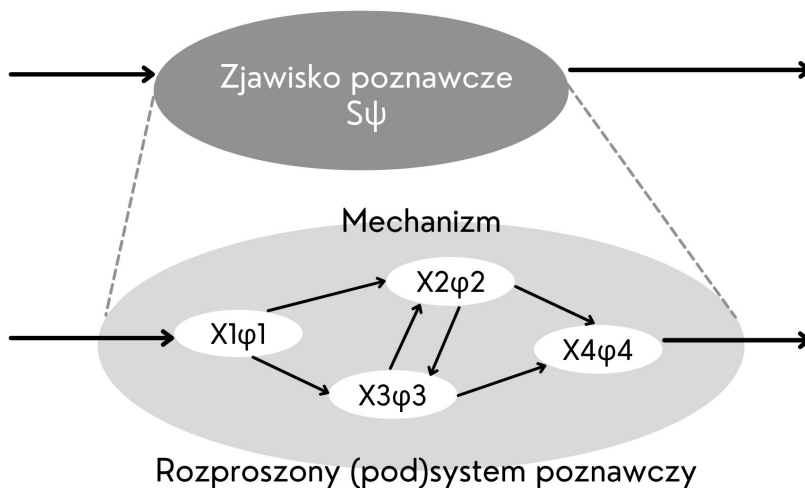 Zjawisko poznawcze
Sψ
Mechanizm
X2φ2
X1φ1
X4φ4
X3φ3
Rozproszony (pod)system poznawczy